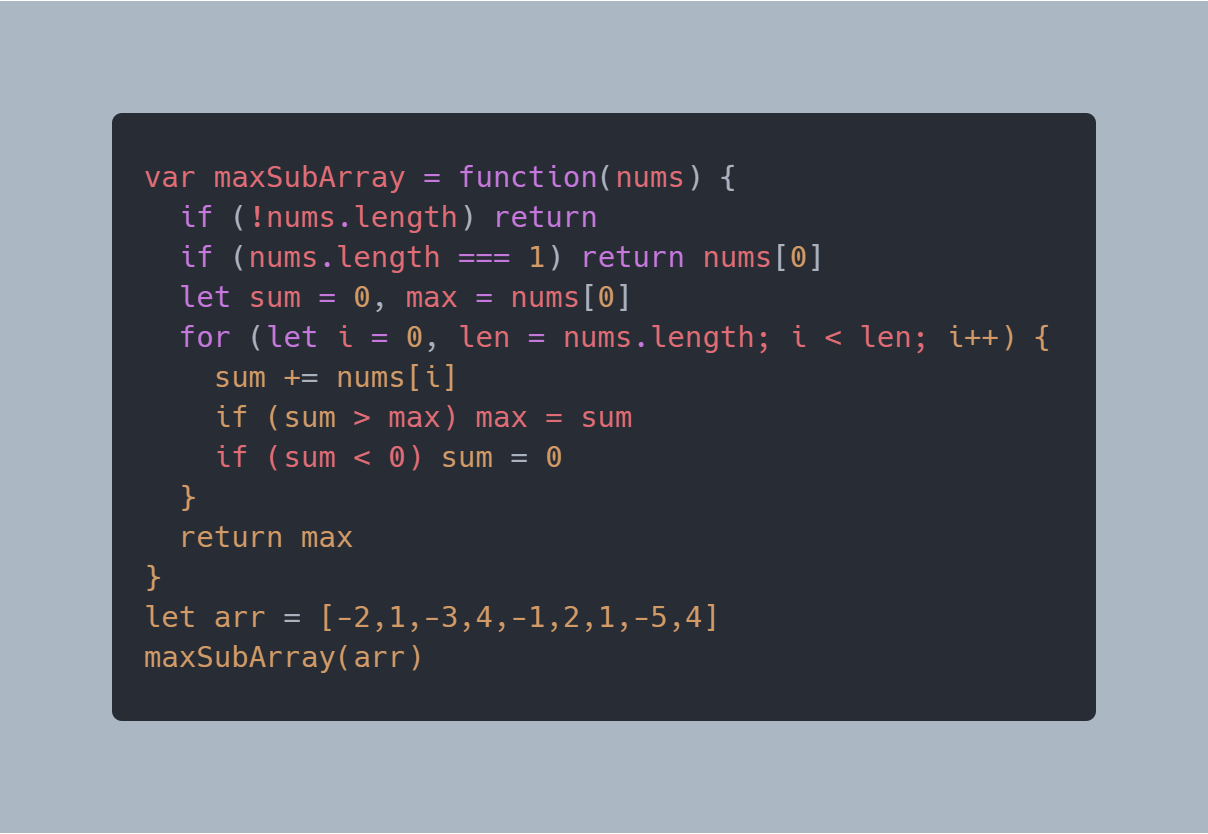 var maxSubArray = function(nums) {
  if (!nums.length) return
  if (nums.length === 1) return nums[0]
  let sum = 0, max = nums[0]
  for (let i = 0, len = nums.length; i < len; i++) {
    sum += nums[i]
    if (sum > max) max = sum
    if (sum < 0) sum = 0
  }
  return max
}
let arr = [-2,1,-3,4,-1,2,1,-5,4]
maxSubArray(arr)